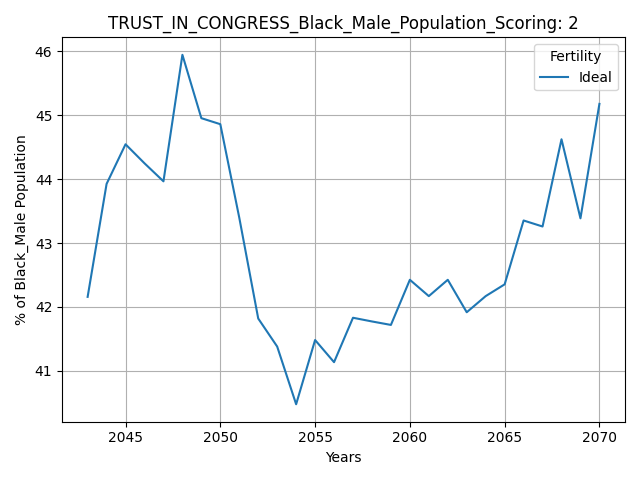 TRUST_IN_CONGRESS_Black_Male_Population_Scoring: 2
Fertility
Ideal
% of Black_Male Population
46
45
44
43
42
41
2045 2050 2055 2060 2065 2070
Years